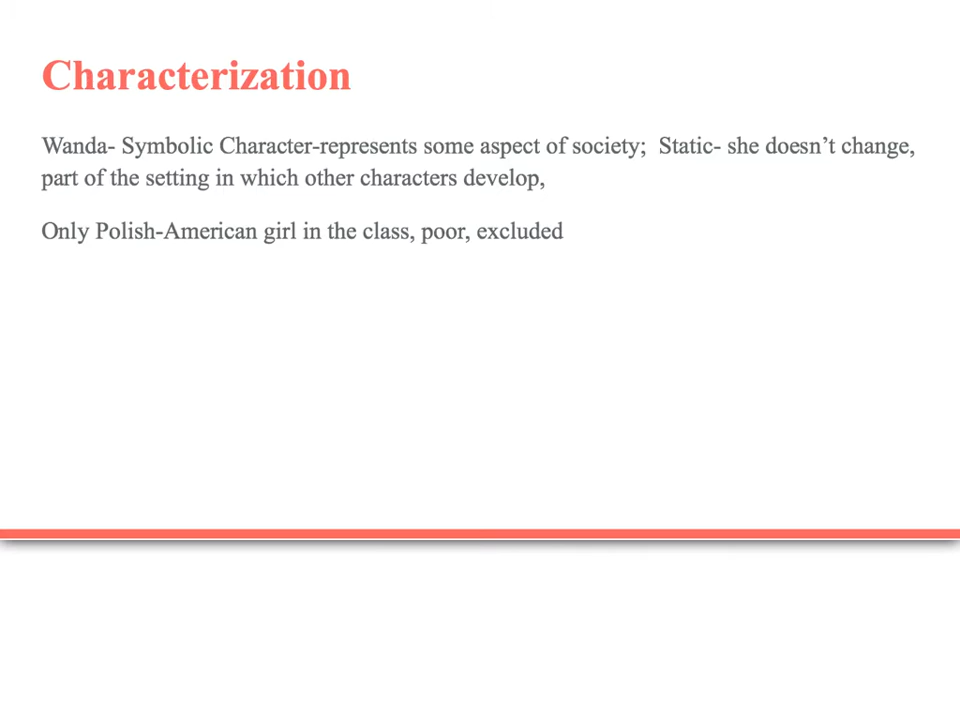 Characterization
Wanda- Symbolic Character-represents some aspect of society;  Static- she doesn’t change,
part of the setting in which other characters develop,
Only Polish-American girl in the class, poor, excluded